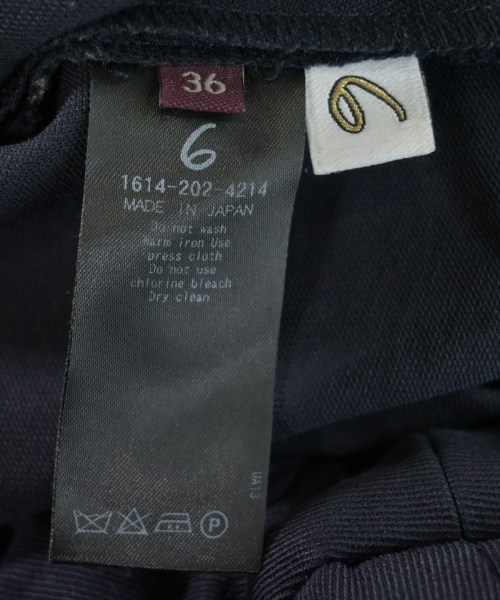 36
6
6
1614-202-4214
MADE IN JAPAN
Do not wash
Warm iron Use
press cloth
Do not use
chlorine bleach
Dry clean
UA13
P